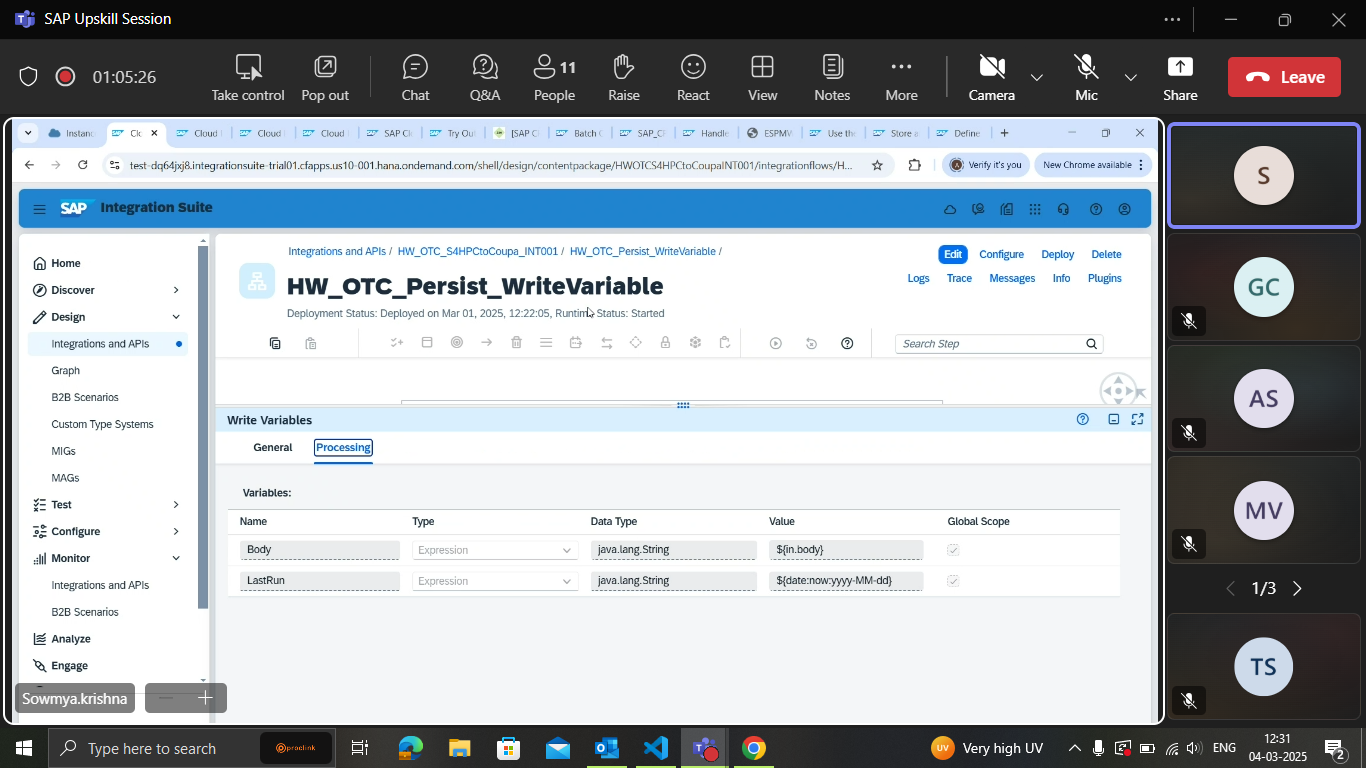 SAP Upskill Session
01:05:26
Take control
Pop out
Chat
Q&A
11
People
Raise
React
View
Notes
More
Camera
Mic
Share
Leave
Cloud
Cloud
Cloud
SAP
Try Ou
[SAP C
Batch
SAP_C
Handle
ESPM
Use the
Store
Define
test-dq64jxj8.integrationsuite-trial01.cfapps.us10-001.hana.ondemand.com/shell/design/contentpackage/HWOTCS4HPCtoCoupaINT001/integrationflows/H...
Verify it's you
New Chrome available
SAP Integration Suite
Home
Discover
Design
Integrations and APIs
Graph
B2B Scenarios
Custom Type Systems
MIGs
MAGs
Test
Configure
Monitor
Integrations and APIs
B2B Scenarios
Analyze
Engage
Integrations and APIs / HW_OTC_S4HPCtoCoupa_INT001 / HW_OTC_Persist_WriteVariable /
HW_OTC_Persist_WriteVariable
Deployment Status: Deployed on Mar 01, 2025, 12:22:05, Runtime Status: Started
Edit Configure Deploy Delete
Logs Trace Messages Info Plugins
Search Step
Write Variables
General Processing
Variables:
Name Type Data Type Value Global Scope
Body Expression java.lang.String ${in.body}
LastRun Expression java.lang.String ${date:now:yyyy-MM-dd}
Sowmya.krishna
S
GC
AS
MV
1/3
TS
Type here to search
proclink
UV Very high UV
ENG
12:31
04-03-2025
2